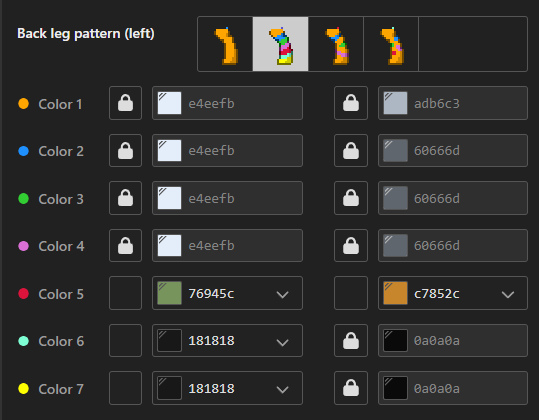 Back leg pattern (left)
Color 1 e4eefb adb6c3
Color 2 e4eefb 60666d
Color 3 e4eefb 60666d
Color 4 e4eefb 60666d
Color 5 76945c c7852c
Color 6 181818 0a0a0a
Color 7 181818 0a0a0a